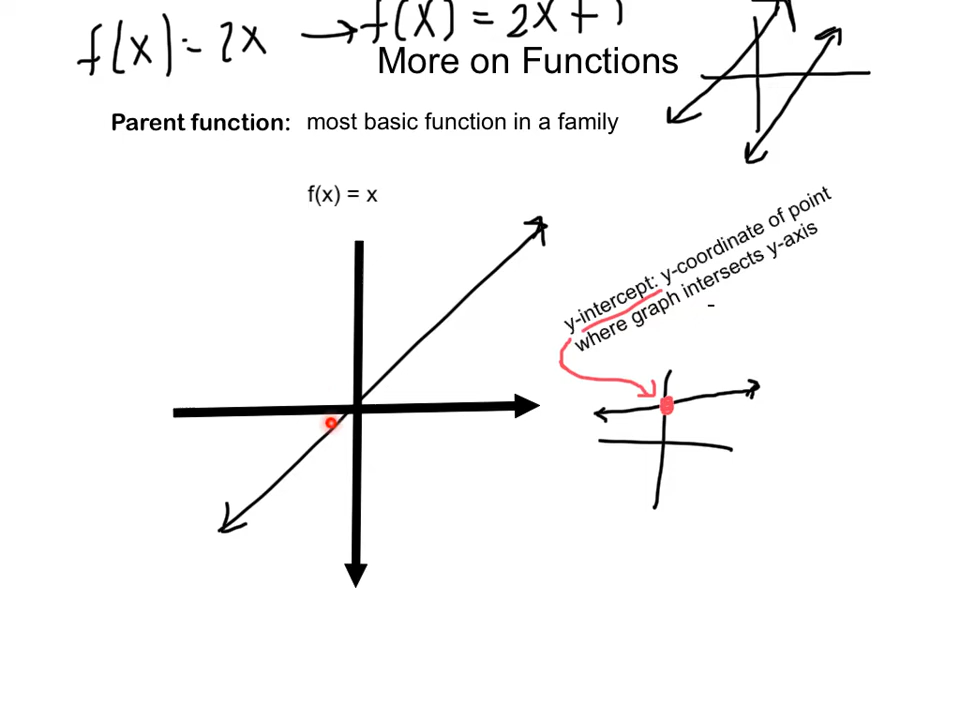 f(x) = 2x → f(x) = 2x + 1
More on Functions
Parent function: most basic function in a family
f(x) = x
y-intercept: y-coordinate of point
where graph intersects y-axis